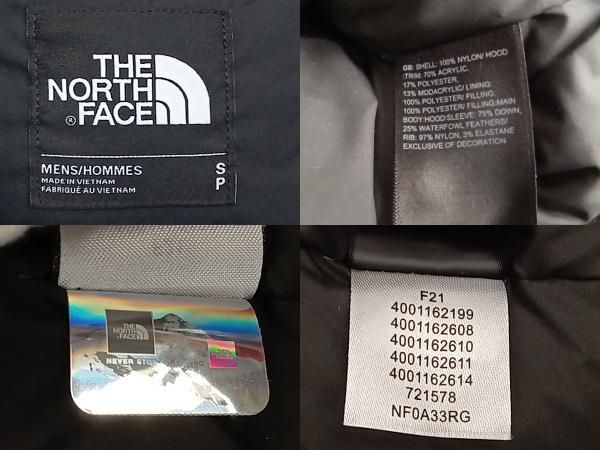 THE
NORTH
FACE
®
MENS/HOMMES S
MADE IN VIETNAM P
FABRIQUÉ AU VIETNAM
GB: SHELL: 100% NYLON/ HOOD
:TRIM: 70% ACRYLIC,
17% POLYESTER,
13% MODACRYLIC/ LINING:
100% POLYESTER/ FILLING:
100% POLYESTER/ FILLING:MAIN
BODY:HOOD:SLEEVE: 75% DOWN,
25% WATERFOWL FEATHERS/
RIB: 97% NYLON, 3% ELASTANE
EXCLUSIVE OF DECORATION
THE
NORTH
FACE
NEVER STOP
F21
4001162199
4001162608
4001162610
4001162611
4001162614
721578
NF0A33RG